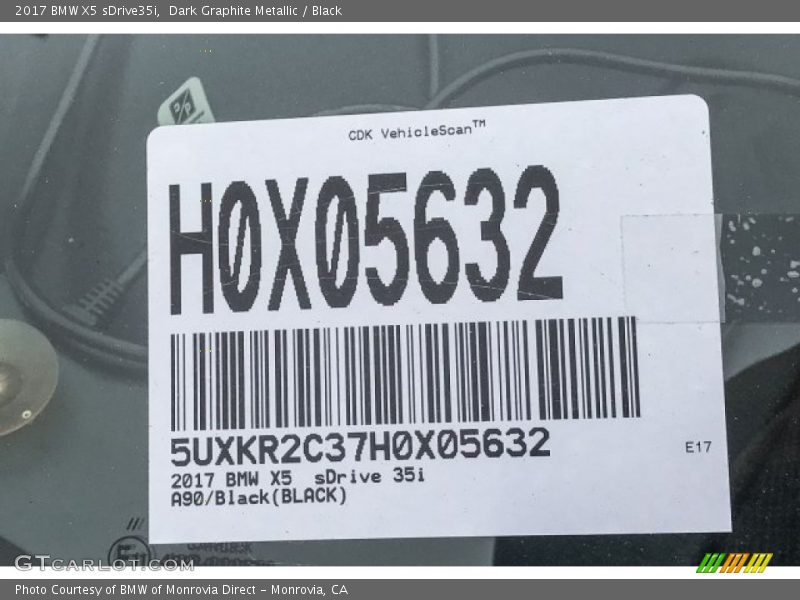 2017 BMW X5 sDrive35i, Dark Graphite Metallic / Black
CDK VehicleScan™
H0X05632
5UXKR2C37H0X05632
2017 BMW X5  sDrive 35i
A90/Black(BLACK)
E17
GTcarlot.com
Photo Courtesy of BMW of Monrovia Direct - Monrovia, CA